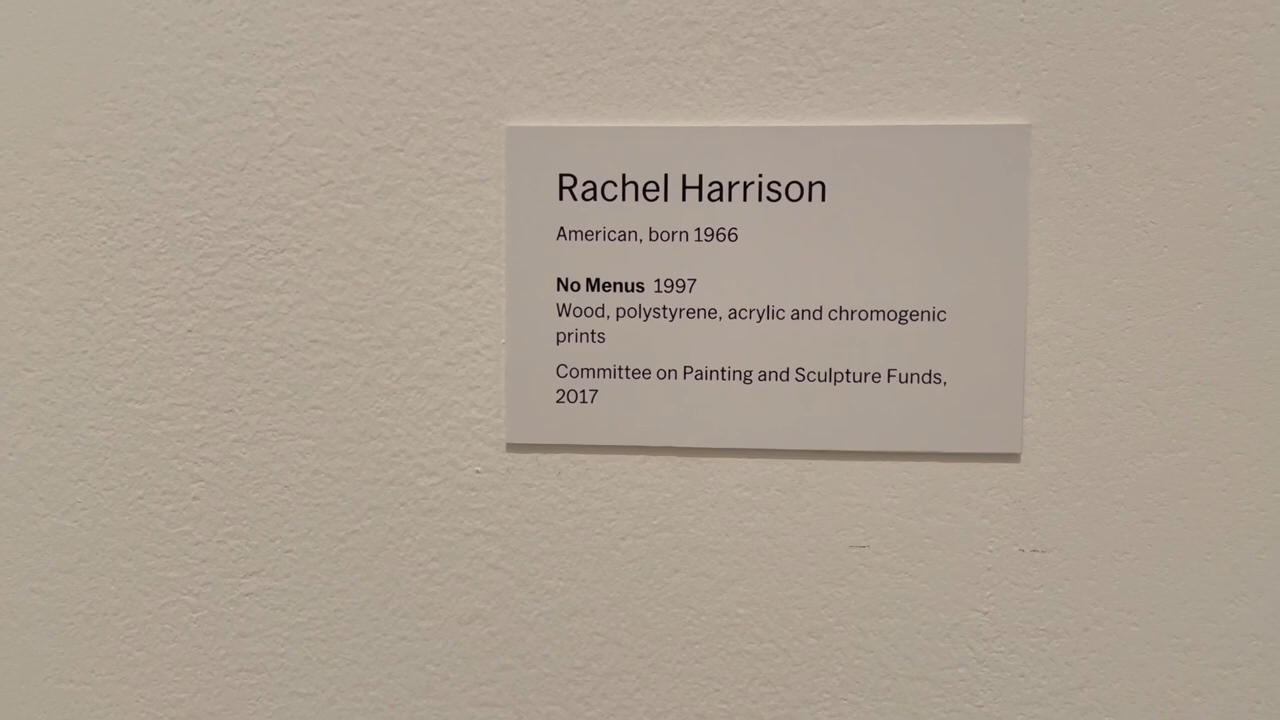 Rachel Harrison
American, born 1966
No Menus 1997
Wood, polystyrene, acrylic and chromogenic
prints
Committee on Painting and Sculpture Funds,
2017